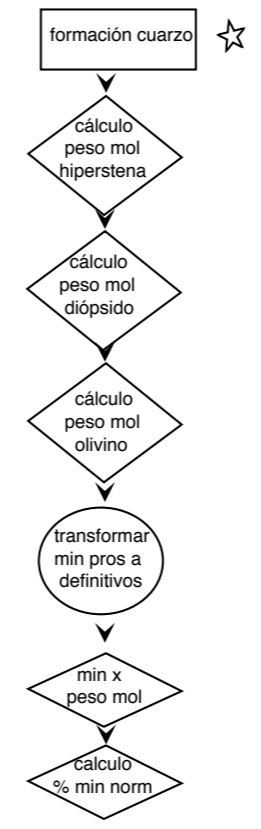 formación cuarzo
cálculo
peso mol
hiperstena
cálculo
peso mol
diópsido
cálculo
peso mol
olivino
transformar
min pros a
definitivos
min x
peso mol
calculo
% min norm